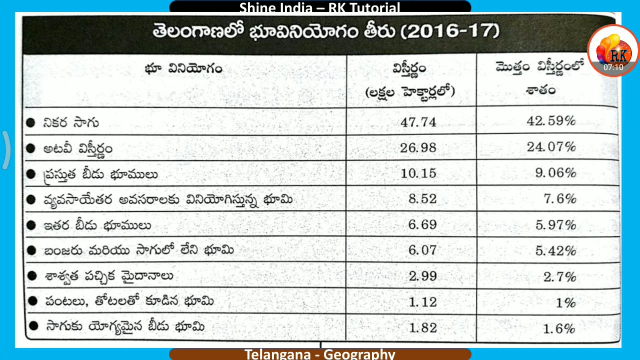 Shine India – RK Tutorial
తెలంగాణలో భూవినియోగం తీరు (2016-17)
RK
07:10
భూ వినియోగం విస్తీర్ణం (లక్షల హెక్టార్లలో) మొత్తం విస్తీర్ణంలో శాతం
● నికర సాగు 47.74 42.59%
● అటవీ విస్తీర్ణం 26.98 24.07%
● ప్రస్తుత బీడు భూములు 10.15 9.06%
● వ్యవసాయేతర అవసరాలకు వినియోగిస్తున్న భూమి 8.52 7.6%
● ఇతర బీడు భూములు 6.69 5.97%
● బంజరు మరియు సాగులో లేని భూమి 6.07 5.42%
● శాశ్వత పచ్చిక మైదానాలు 2.99 2.7%
● పంటలు, తోటలతో కూడిన భూమి 1.12 1%
● సాగుకు యోగ్యమైన బీడు భూమి 1.82 1.6%
Telangana - Geography